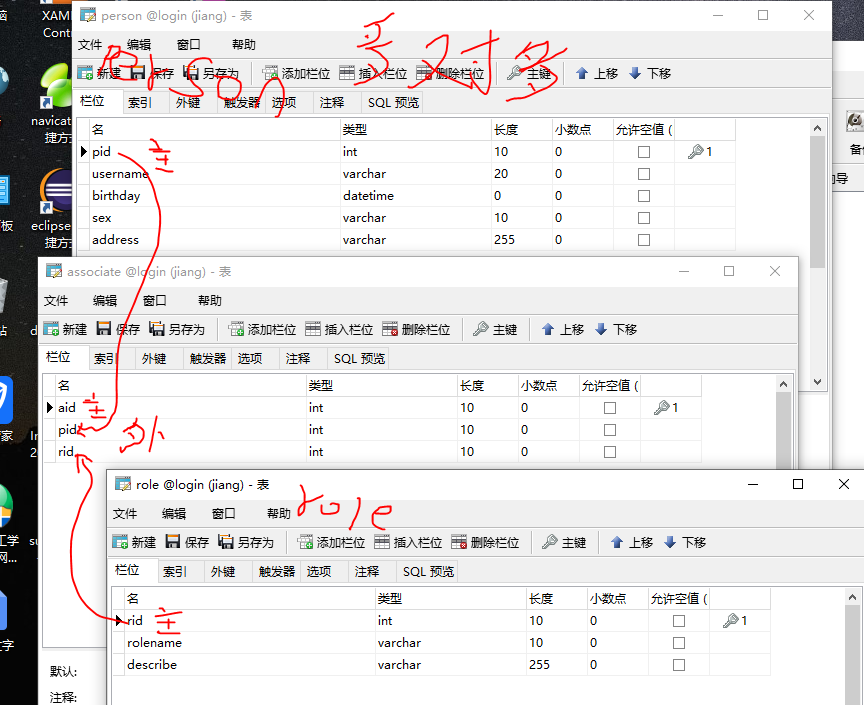 XAM
Contr
person @login (jiang) - 表
文件 编辑 窗口 帮助
person 多对多
新建 保存 另存为 添加栏位 插入栏位 删除栏位 主键 上移 下移
栏位 索引 外键 触发器 选项 注释 SQL 预览
名 类型 长度 小数点 允许空值 (
pid int 10 0 1
主
username varchar 20 0
birthday datetime 0 0
sex varchar 10 0
address varchar 255 0
navicat
捷方
eclipse
捷方
associate @login (jiang) - 表
文件 编辑 窗口 帮助
新建 保存 另存为 添加栏位 插入栏位 删除栏位 主键 上移 下移
栏位 索引 外键 触发器 选项 注释 SQL 预览
名 类型 长度 小数点 允许空值 (
aid 主 int 10 0 1
pid 外 int 10 0
rid int 10 0
role @login (jiang) - 表
文件 编辑 窗口 帮助 role
新建 保存 另存为 添加栏位 插入栏位 删除栏位 主键 上移 下移
栏位 索引 外键 触发器 选项 注释 SQL 预览
名 类型 长度 小数点 允许空值 (
rid 主 int 10 0 1
rolename varchar 10 0
describe varchar 255 0
默认:
注释: